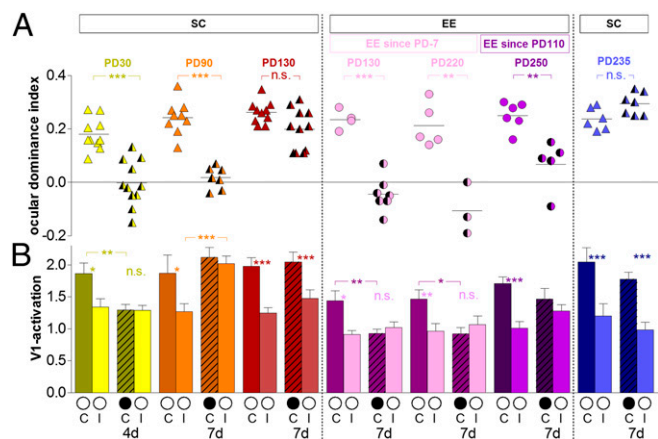 A
SC EE SC
EE since PD-7 EE since PD110
PD30 PD90 PD130 PD130 PD220 PD250 PD235
*** *** n.s. *** ** ** n.s.
ocular dominance index
0.4
0.2
0.0
-0.2
B
V1-activation
2.0
1.5
1.0
0.5
0.0
** *** ** *
* n.s. * *** *** * n.s. ** n.s. *** *** ***
C I C I C I C I C I C I C I C I C I C I C I C I C I C I
4d 7d 7d 7d 7d 7d 7d